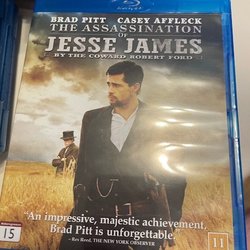 BRAD PITT CASEY AFFLECK
THE ASSASSINATION
OF
JESSE JAMES
BY THE COWARD ROBERT FORD
"An impressive, majestic achievement,
Brad Pitt is unforgettable."
– Rex Reed, THE NEW YORK OBSERVER
15
11